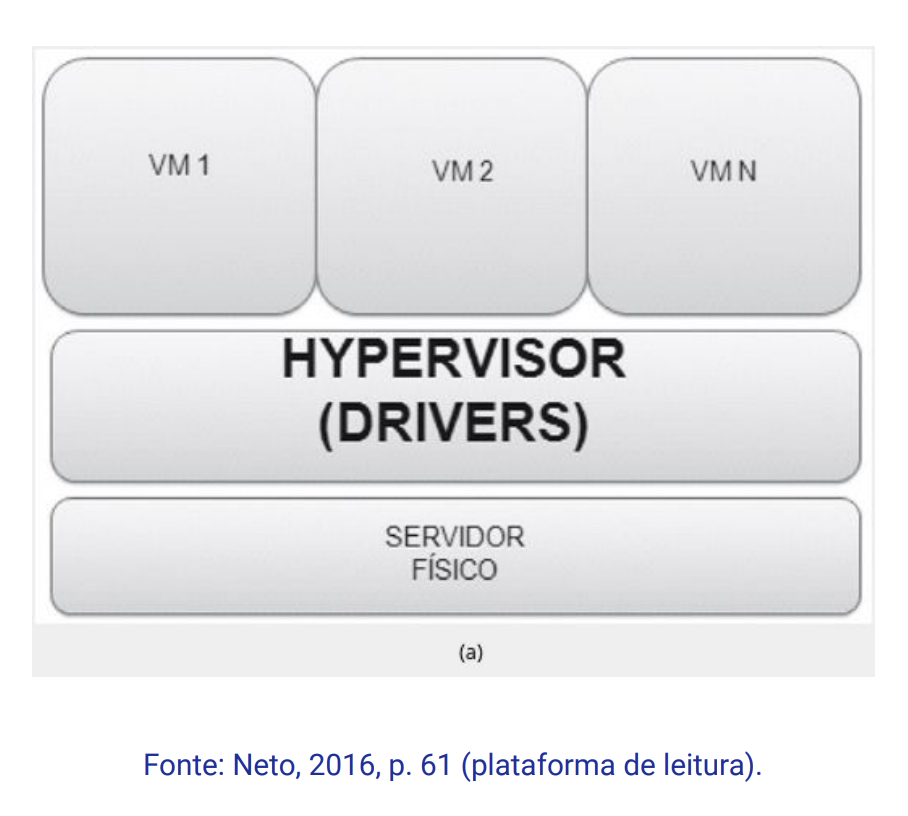 VM 1
VM 2
VM N
HYPERVISOR
(DRIVERS)
SERVIDOR
FÍSICO
(a)
Fonte: Neto, 2016, p. 61 (plataforma de leitura).